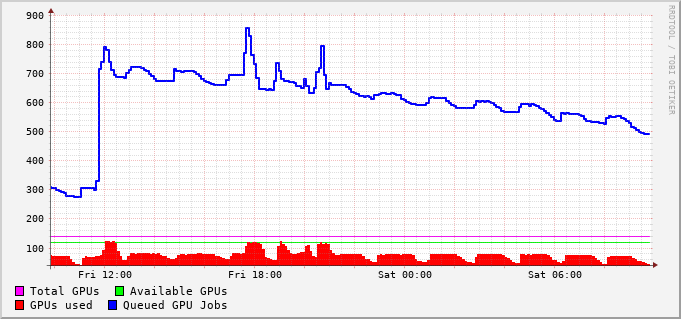 RRDTOOL / TOBI OETIKER
900
800
700
600
500
400
300
200
100
Fri 12:00 Fri 18:00 Sat 00:00 Sat 06:00
Total GPUs Available GPUs
GPUs used Queued GPU Jobs